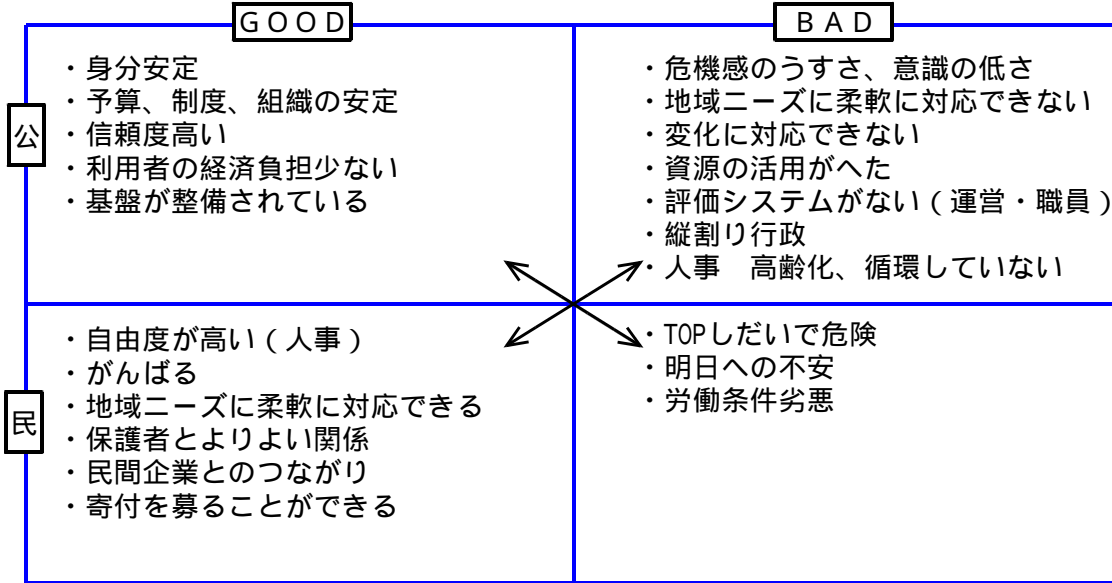 GOOD
BAD
公
・身分安定
・予算、制度、組織の安定
・信頼度高い
・利用者の経済負担少ない
・基盤が整備されている
・危機感のうすさ、意識の低さ
・地域ニーズに柔軟に対応できない
・変化に対応できない
・資源の活用がへた
・評価システムがない（運営・職員）
・縦割り行政
・人事　高齢化、循環していない
民
・自由度が高い（人事）
・がんばる
・地域ニーズに柔軟に対応できる
・保護者とよりよい関係
・民間企業とのつながり
・寄付を募ることができる
・TOPしだいで危険
・明日への不安
・労働条件劣悪